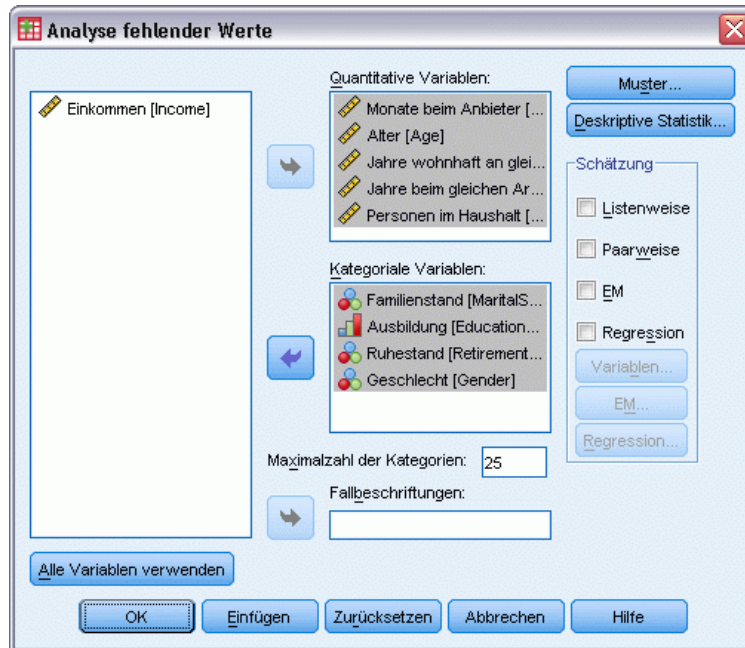 Analyse fehlender Werte
Einkommen [Income]
Quantitative Variablen:
Monate beim Anbieter [...
Alter [Age]
Jahre wohnhaft an glei...
Jahre beim gleichen Ar...
Personen im Haushalt [...
Kategoriale Variablen:
Familienstand [MaritalS...
Ausbildung [Education...
Ruhestand [Retirement...
Geschlecht [Gender]
Maximalzahl der Kategorien: 25
Fallbeschriftungen:
Muster...
Deskriptive Statistik...
Schätzung
Listenweise
Paarweise
EM
Regression
Variablen...
EM...
Regression...
Alle Variablen verwenden
OK Einfügen Zurücksetzen Abbrechen Hilfe